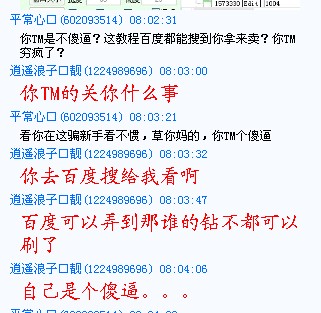 1573330 Edit 1004
平常心口(602093514) 08:02:31
你TM是不傻逼？这教程百度都能搜到你拿来卖？你TM
穷疯了？
逍遥浪子口靓(1224989696) 08:03:00
你TM的关你什么事
平常心口(602093514) 08:03:21
看你在这骗新手看不惯，草你妈的，你TM个傻逼
逍遥浪子口靓(1224989696) 08:03:32
你去百度搜给我看啊
逍遥浪子口靓(1224989696) 08:03:47
百度可以弄到那谁的钻不都可以
刷了
逍遥浪子口靓(1224989696) 08:04:06
自己是个傻逼。。。